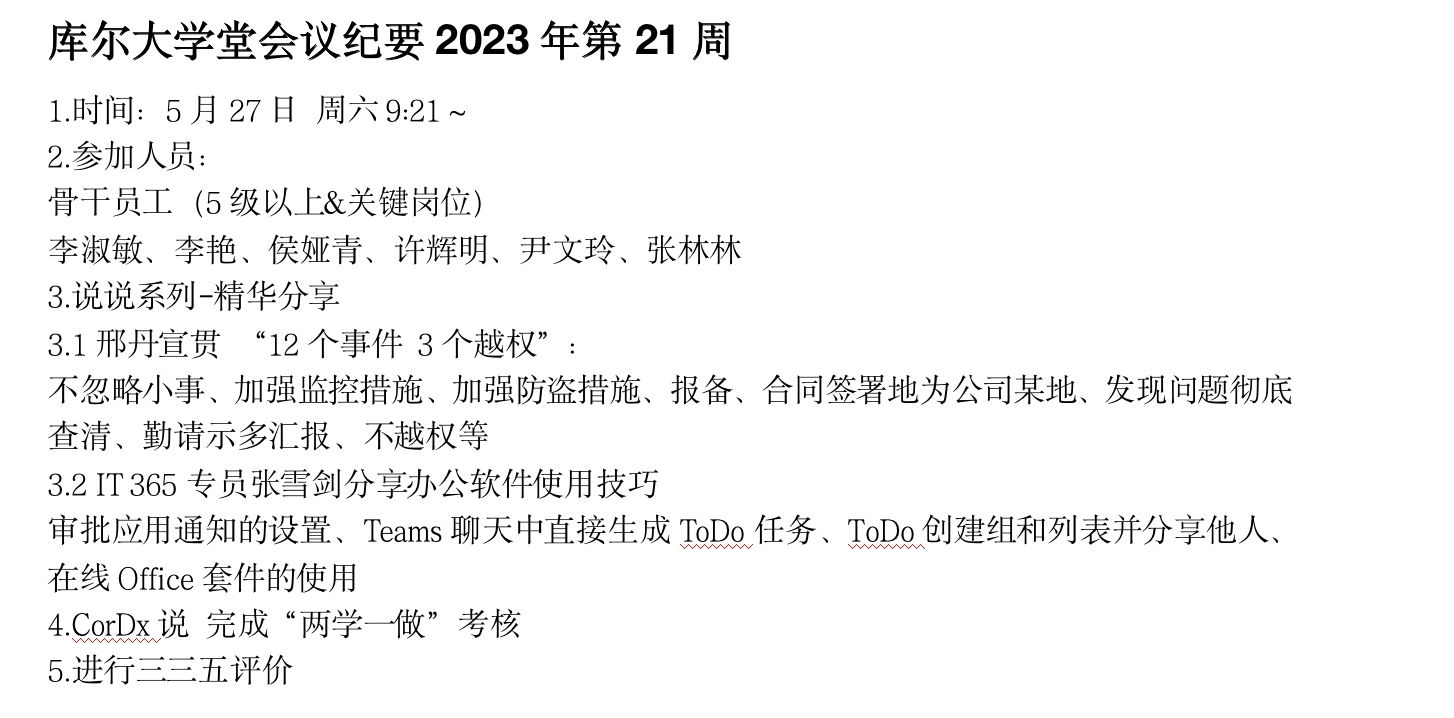 库尔大学堂会议纪要 2023 年第 21 周
1.时间：5 月 27 日  周六 9:21 ~
2.参加人员：
骨干员工（5 级以上&关键岗位）
李淑敏、李艳、侯娅青、许辉明、尹文玲、张林林
3.说说系列-精华分享
3.1 邢丹宣贯  “12 个事件 3 个越权”：
不忽略小事、加强监控措施、加强防盗措施、报备、合同签署地为公司某地、发现问题彻底
查清、勤请示多汇报、不越权等
3.2 IT 365 专员张雪剑分享办公软件使用技巧
审批应用通知的设置、Teams 聊天中直接生成 ToDo 任务、ToDo 创建组和列表并分享他人、
在线 Office 套件的使用
4.CorDx 说  完成“两学一做”考核
5.进行三三五评价